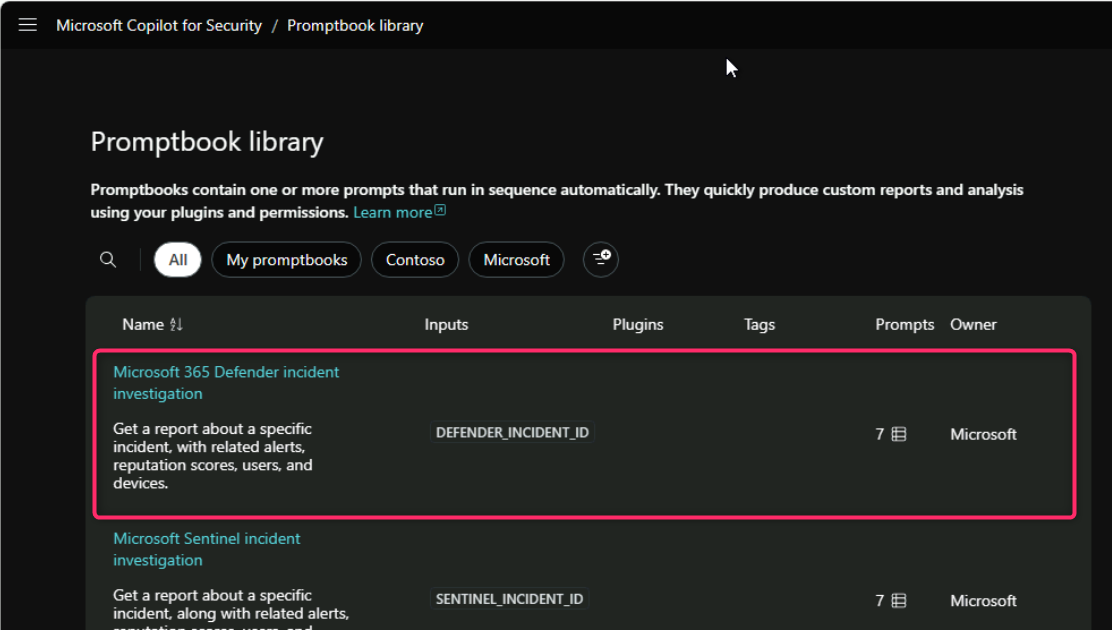 Microsoft Copilot for Security / Promptbook library
Promptbook library
Promptbooks contain one or more prompts that run in sequence automatically. They quickly produce custom reports and analysis
using your plugins and permissions. Learn more
All My promptbooks Contoso Microsoft
Name Inputs Plugins Tags Prompts Owner
Microsoft 365 Defender incident
investigation
Get a report about a specific
incident, with related alerts,
reputation scores, users, and
devices.
DEFENDER_INCIDENT_ID
7
Microsoft
Microsoft Sentinel incident
investigation
Get a report about a specific
incident, along with related alerts,
reputation scores, users, and
SENTINEL_INCIDENT_ID
7
Microsoft